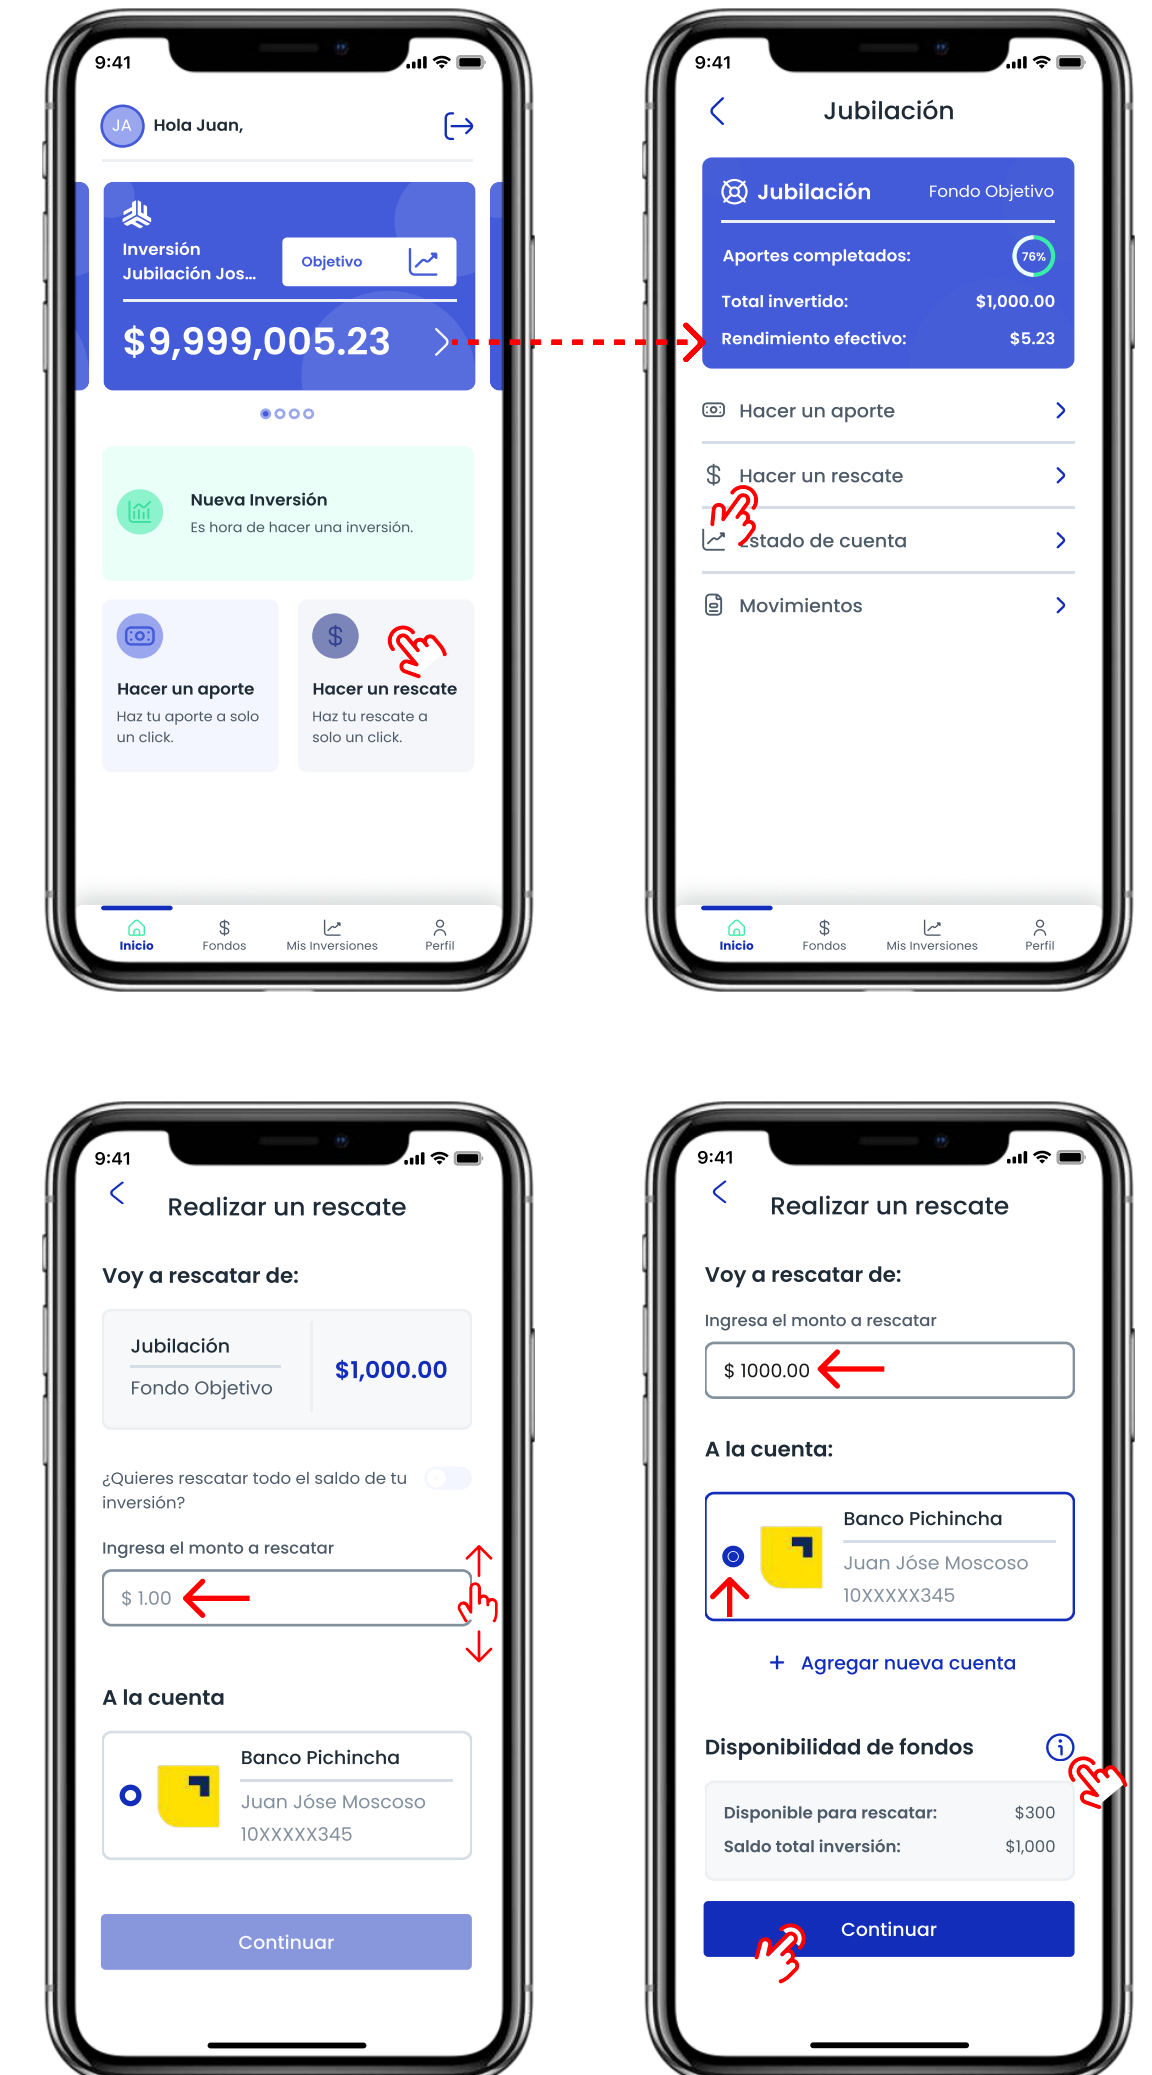 9:41
JA
Hola Juan,
Inversión
Jubilación Jos...
Objetivo
$9,999,005.23
Nueva Inversión
Es hora de hacer una inversión.
Hacer un aporte
Haz tu aporte a solo
un click.
$
Hacer un rescate
Haz tu rescate a
solo un click.
Inicio
$
Fondos
Mis Inversiones
Perfil
9:41
Jubilación
Jubilación
Fondo Objetivo
Aportes completados:
76%
Total invertido:
$1,000.00
Rendimiento efectivo:
$5.23
Hacer un aporte
$
Hacer un rescate
Estado de cuenta
Movimientos
Inicio
$
Fondos
Mis Inversiones
Perfil
9:41
Realizar un rescate
Voy a rescatar de:
Jubilación
Fondo Objetivo
$1,000.00
¿Quieres rescatar todo el saldo de tu
inversión?
Ingresa el monto a rescatar
$ 1.00
A la cuenta
Banco Pichincha
Juan Jóse Moscoso
10XXXXX345
Continuar
9:41
Realizar un rescate
Voy a rescatar de:
Ingresa el monto a rescatar
$ 1000.00
A la cuenta:
Banco Pichincha
Juan Jóse Moscoso
10XXXXX345
+ Agregar nueva cuenta
Disponibilidad de fondos
i
Disponible para rescatar:
$300
Saldo total inversión:
$1,000
Continuar